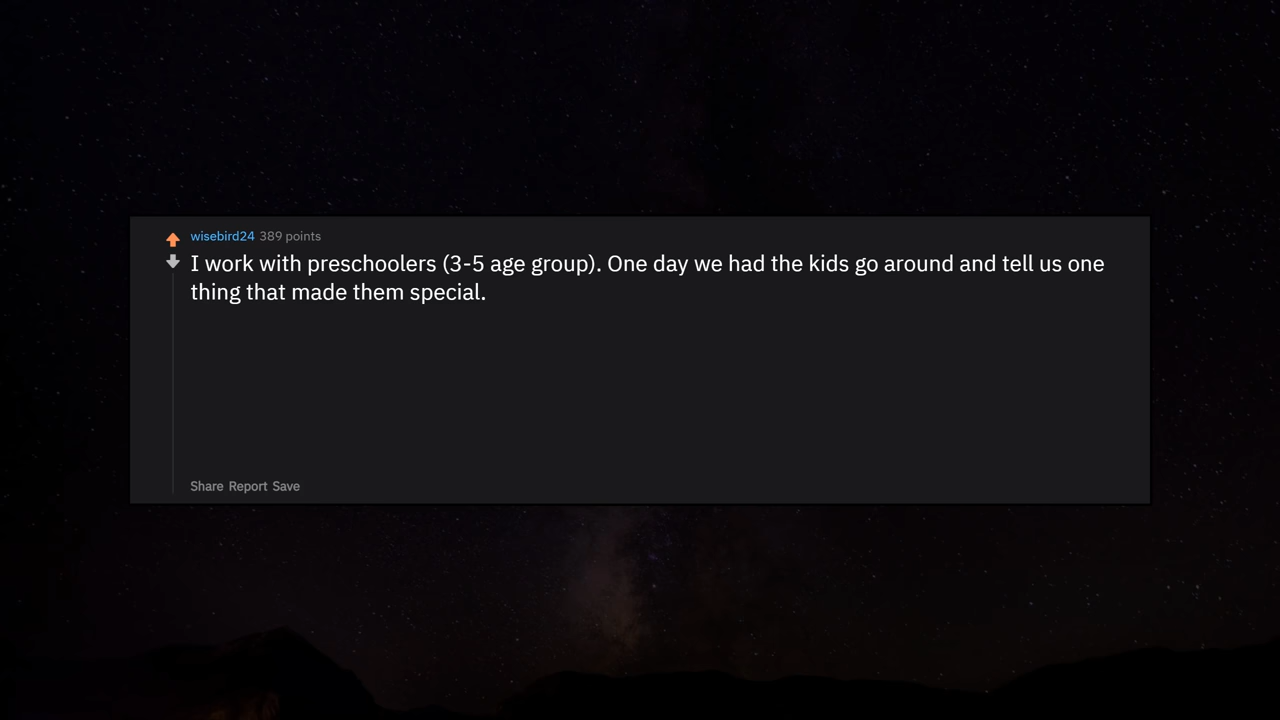 wisebird24 389 points
I work with preschoolers (3-5 age group). One day we had the kids go around and tell us one
thing that made them special.
Share Report Save